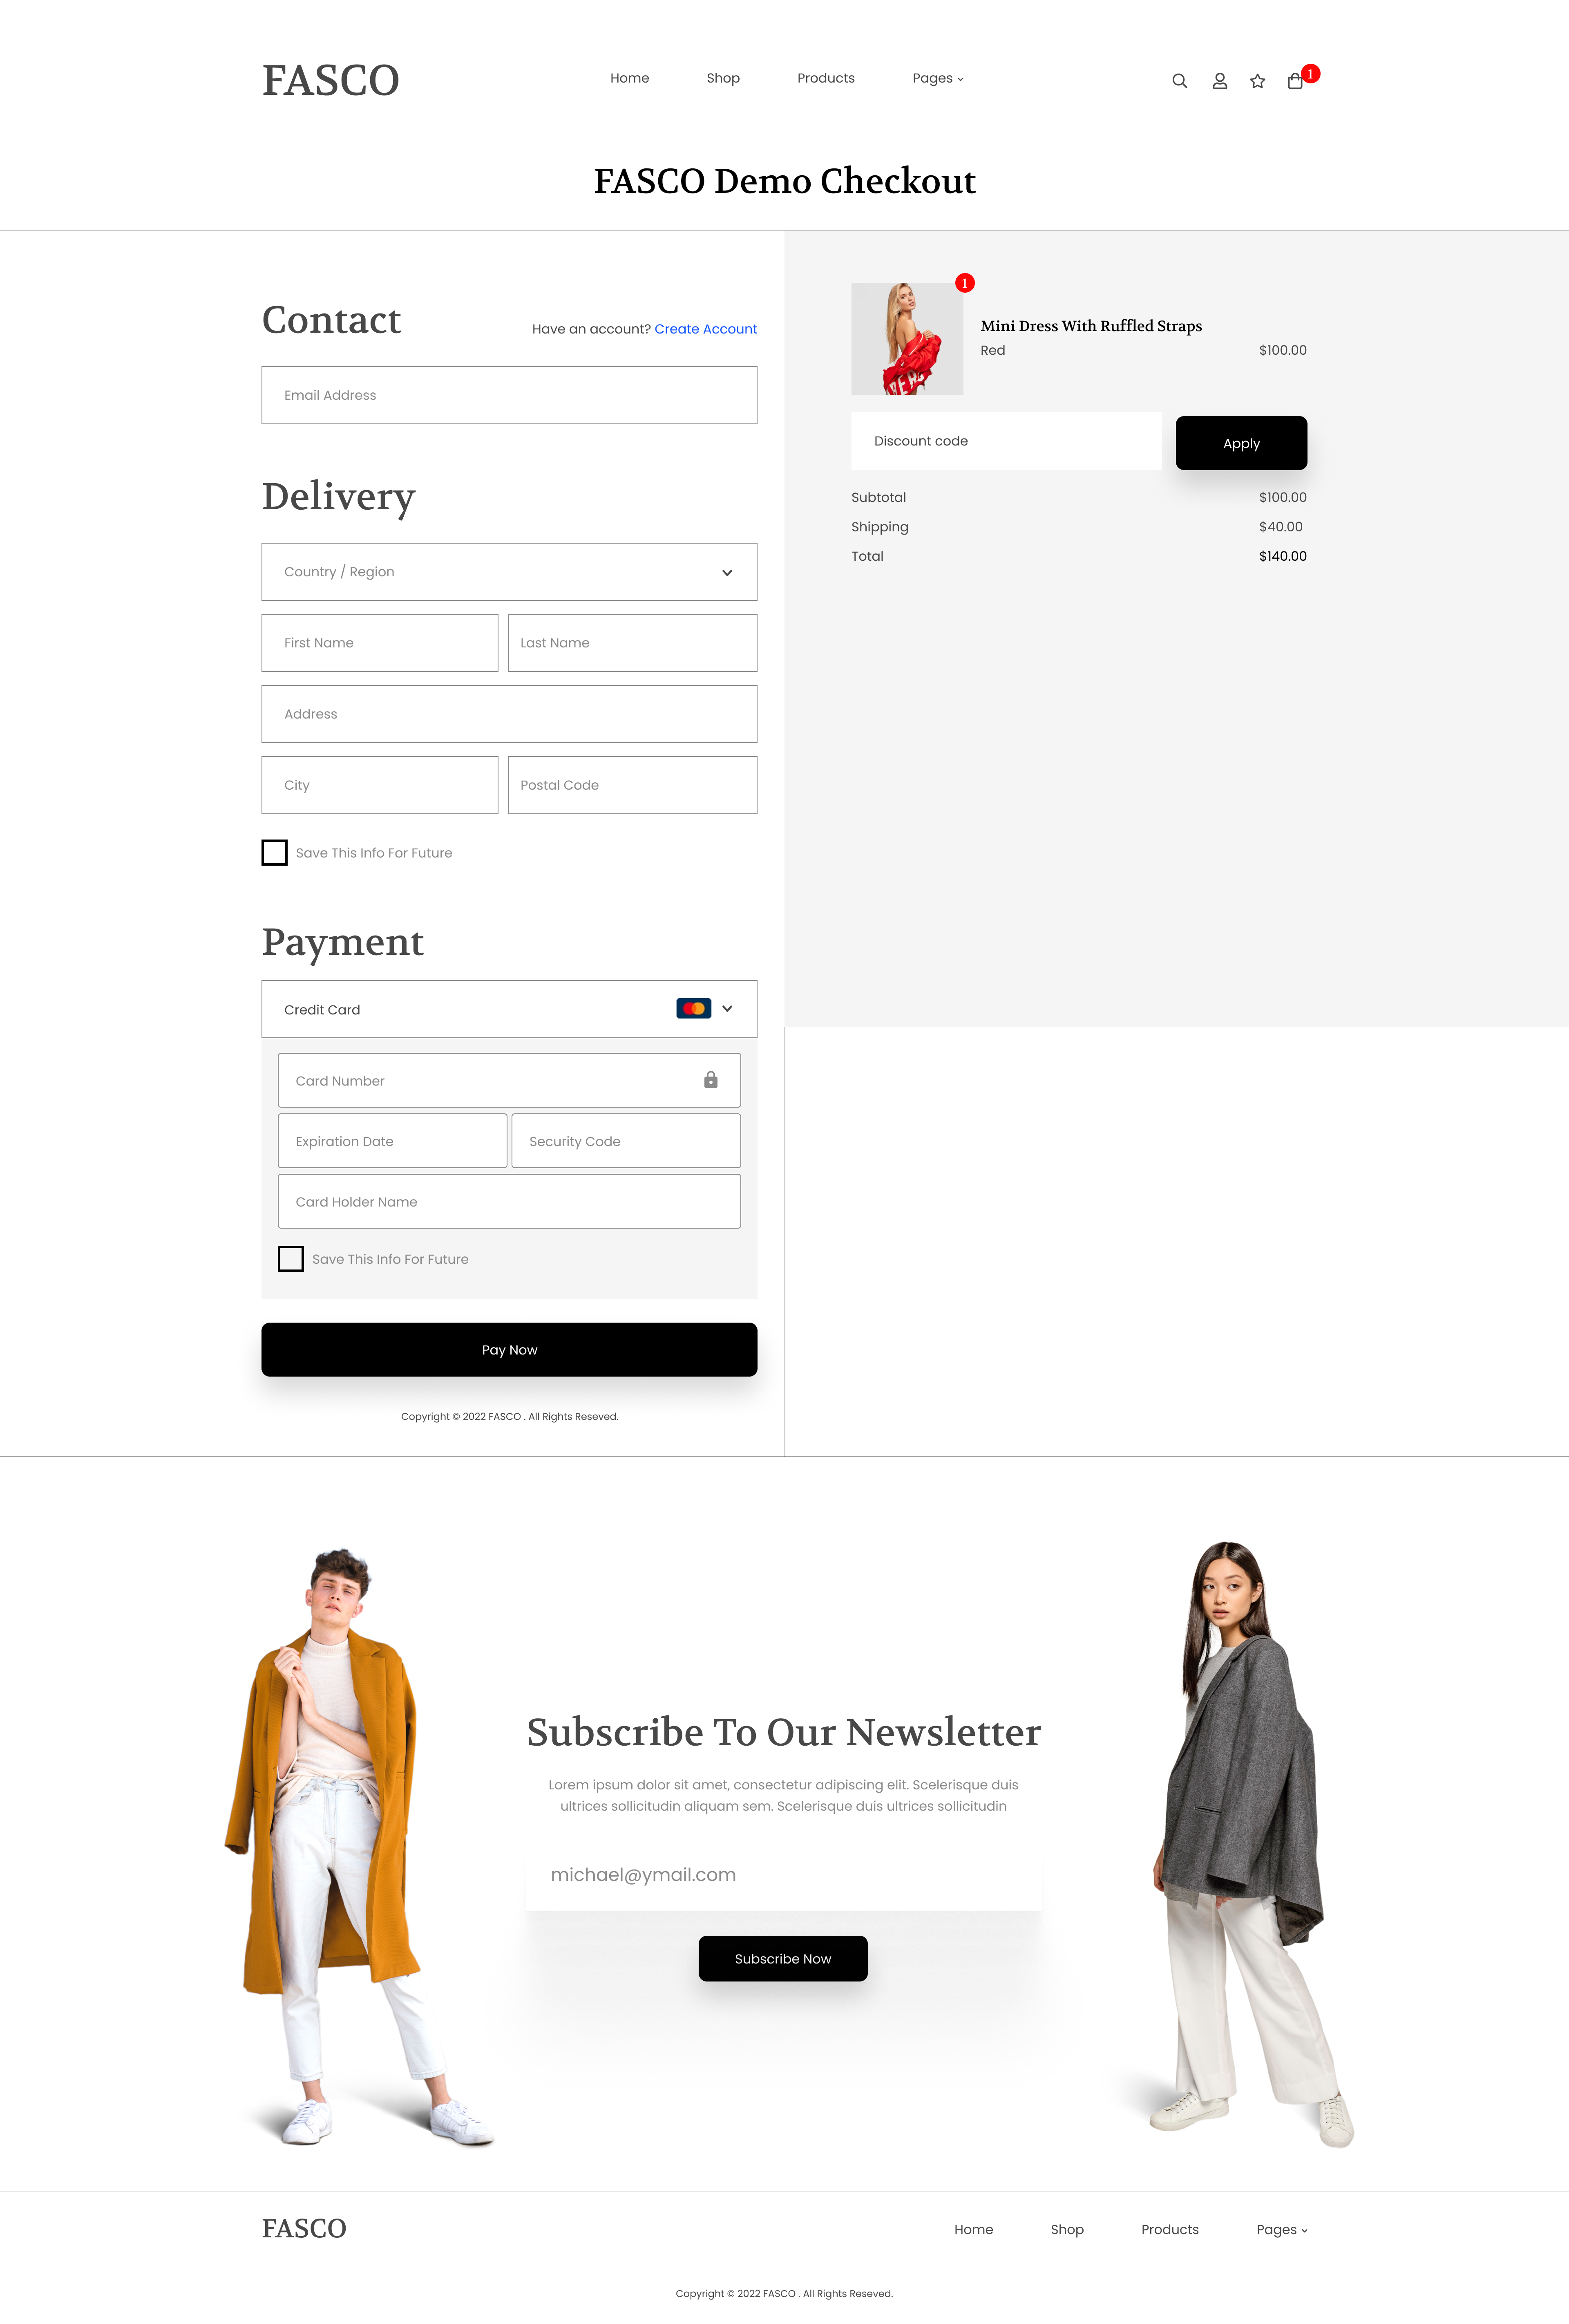 FASCO
Home
Shop
Products
Pages
1
FASCO Demo Checkout
Contact
Have an account? Create Account
Email Address
Delivery
Country / Region
First Name
Last Name
Address
City
Postal Code
Save This Info For Future
Payment
Credit Card
Card Number
Expiration Date
Security Code
Card Holder Name
Save This Info For Future
Pay Now
Copyright © 2022 FASCO . All Rights Reseved.
1
Mini Dress With Ruffled Straps
Red
$100.00
Discount code
Apply
Subtotal
$100.00
Shipping
$40.00
Total
$140.00
Subscribe To Our Newsletter
Lorem ipsum dolor sit amet, consectetur adipiscing elit. Scelerisque duis
ultrices sollicitudin aliquam sem. Scelerisque duis ultrices sollicitudin
michael@ymail.com
Subscribe Now
FASCO
Home
Shop
Products
Pages
Copyright © 2022 FASCO . All Rights Reseved.